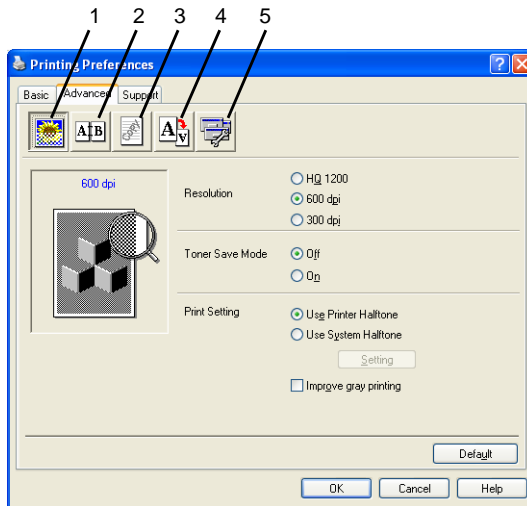 1 2 3 4 5
Printing Preferences
Basic Advanced Support
A B COPY A V
600 dpi
Resolution
HQ 1200
600 dpi
300 dpi
Toner Save Mode
Off
On
Print Setting
Use Printer Halftone
Use System Halftone
Setting
Improve gray printing
Default
OK Cancel Help